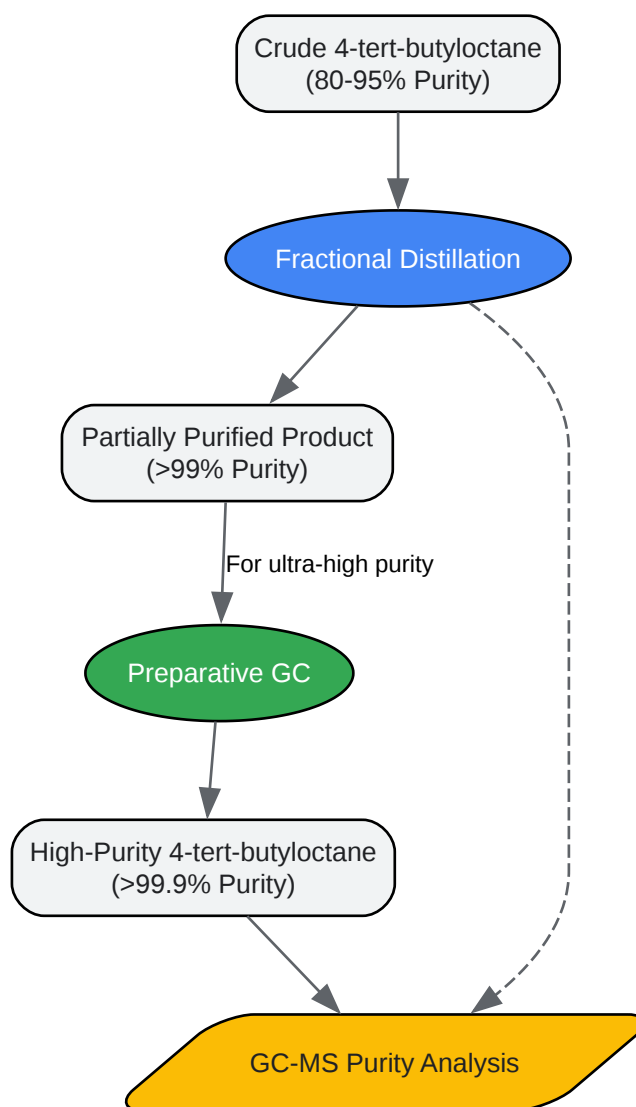 Crude 4-tert-butyloctane
(80-95% Purity)
Fractional Distillation
Partially Purified Product
(>99% Purity)
For ultra-high purity
Preparative GC
High-Purity 4-tert-butyloctane
(>99.9% Purity)
GC-MS Purity Analysis